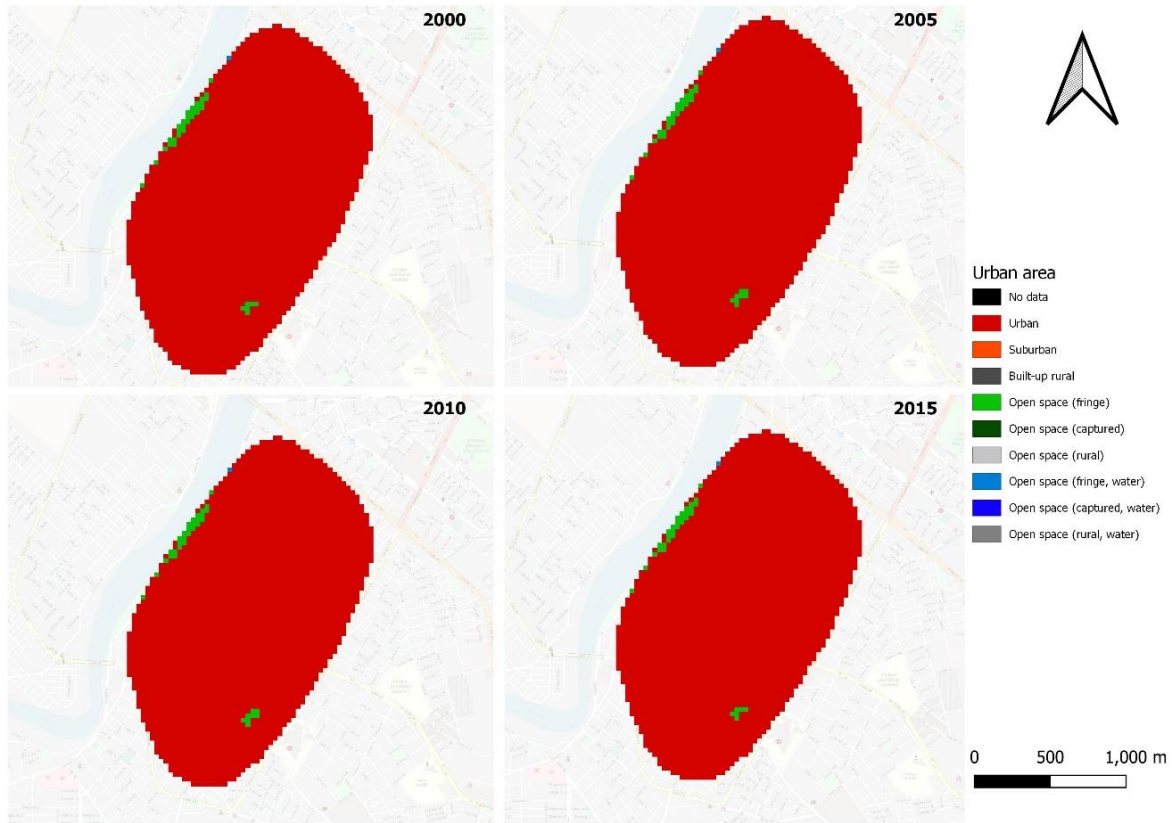 2000
2005
2010
2015
Urban area
No data
Urban
Suburban
Built-up rural
Open space (fringe)
Open space (captured)
Open space (rural)
Open space (fringe, water)
Open space (captured, water)
Open space (rural, water)
0 500 1,000 m